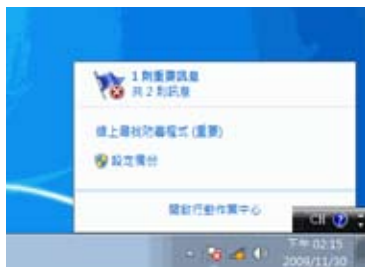 1 則重要訊息
共 2 則訊息
線上尋找防毒程式 (重要)
設定備份
開啟行動作業中心
CH
下午 02:15
2009/11/30